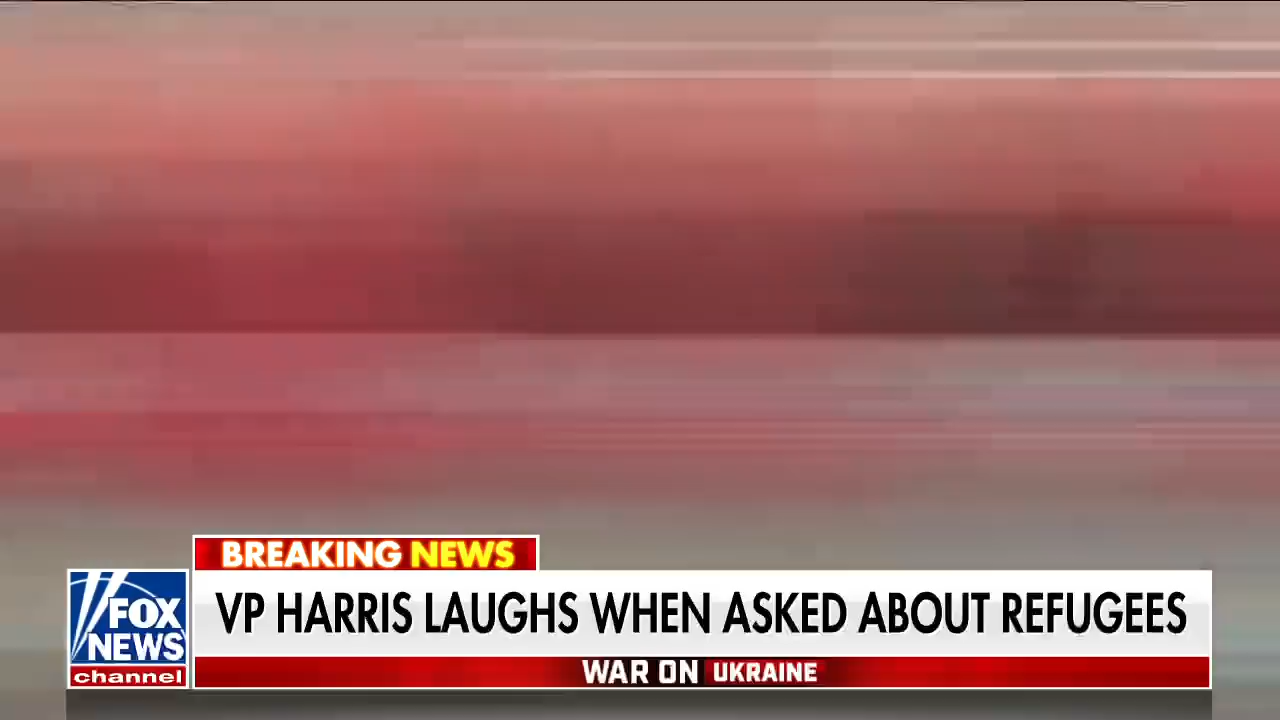 BREAKING NEWS
VP HARRIS LAUGHS WHEN ASKED ABOUT REFUGEES
WAR ON UKRAINE
FOX
NEWS
channel